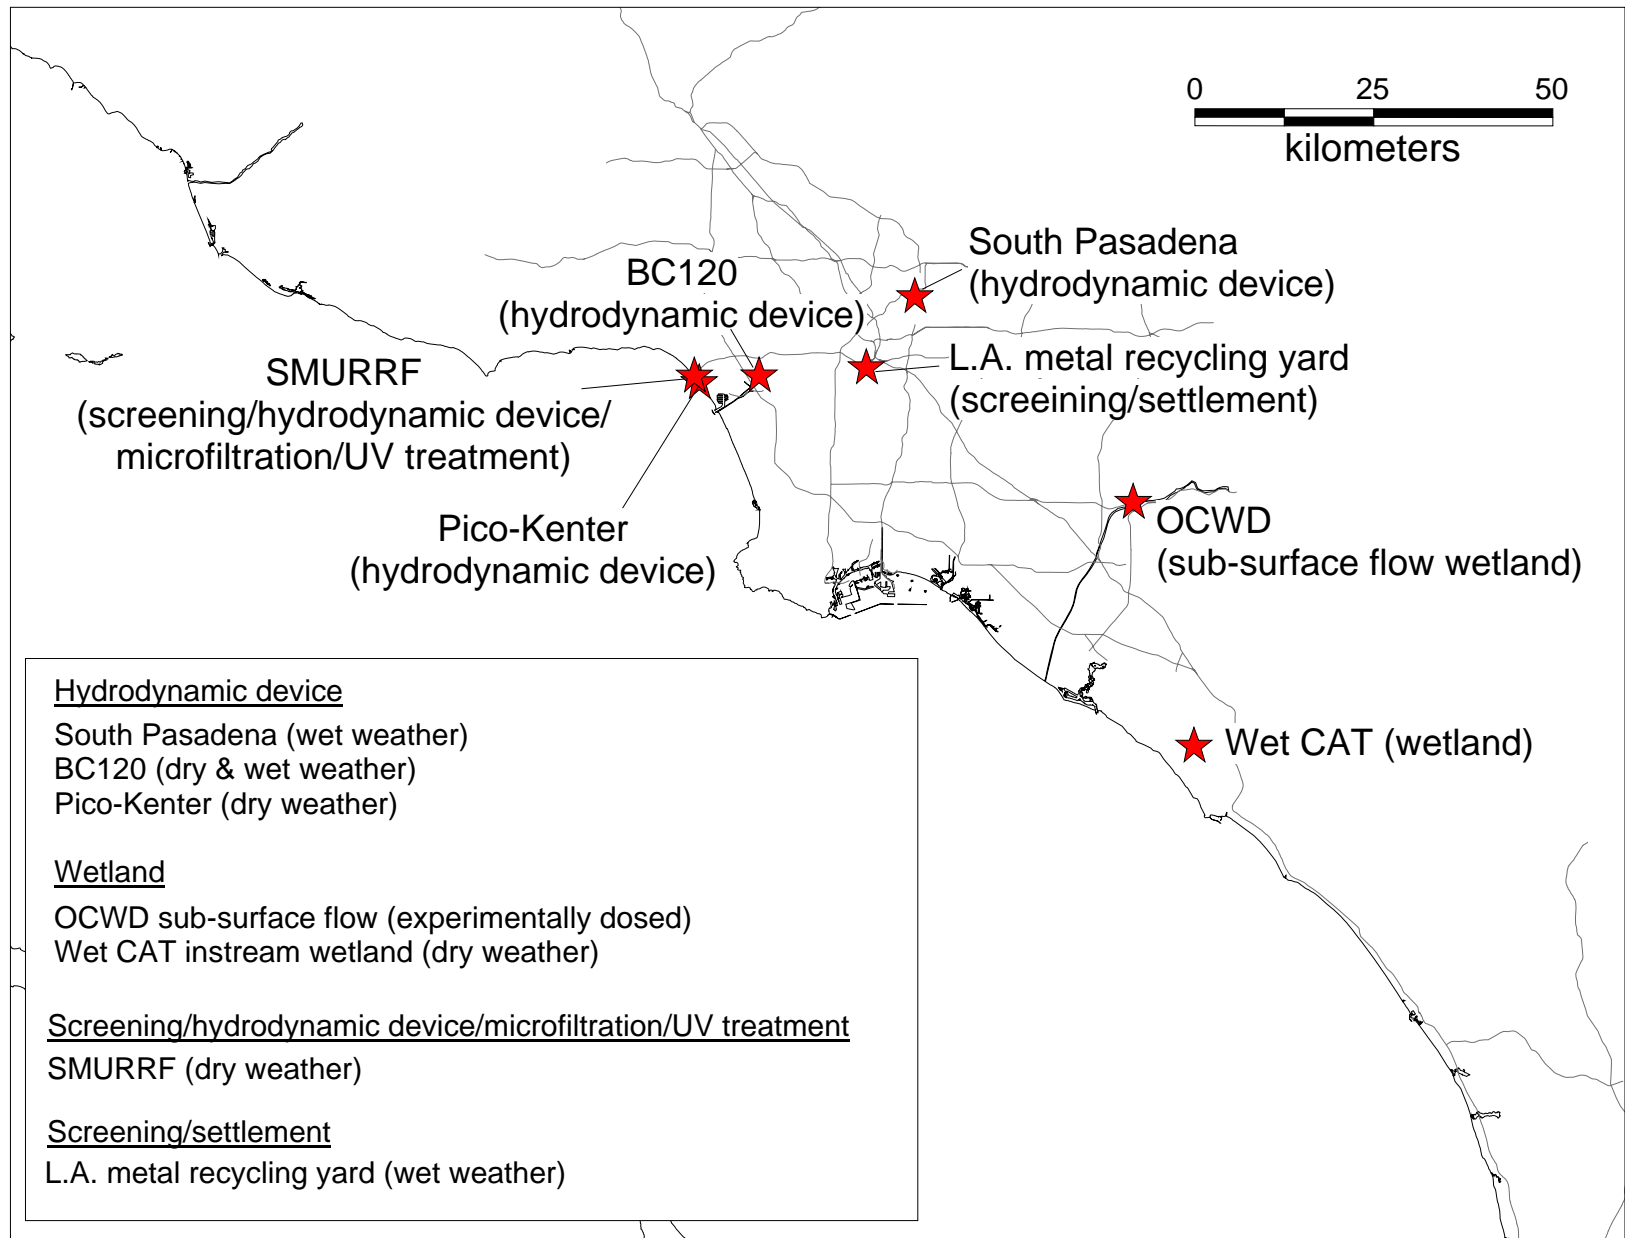 0 25 50
kilometers
South Pasadena
(hydrodynamic device)
BC120
(hydrodynamic device)
L.A. metal recycling yard
(screeining/settlement)
SMURRF
(screening/hydrodynamic device/
microfiltration/UV treatment)
Pico-Kenter
(hydrodynamic device)
OCWD
(sub-surface flow wetland)
Wet CAT (wetland)
Hydrodynamic device
South Pasadena (wet weather)
BC120 (dry & wet weather)
Pico-Kenter (dry weather)
Wetland
OCWD sub-surface flow (experimentally dosed)
Wet CAT instream wetland (dry weather)
Screening/hydrodynamic device/microfiltration/UV treatment
SMURRF (dry weather)
Screening/settlement
L.A. metal recycling yard (wet weather)